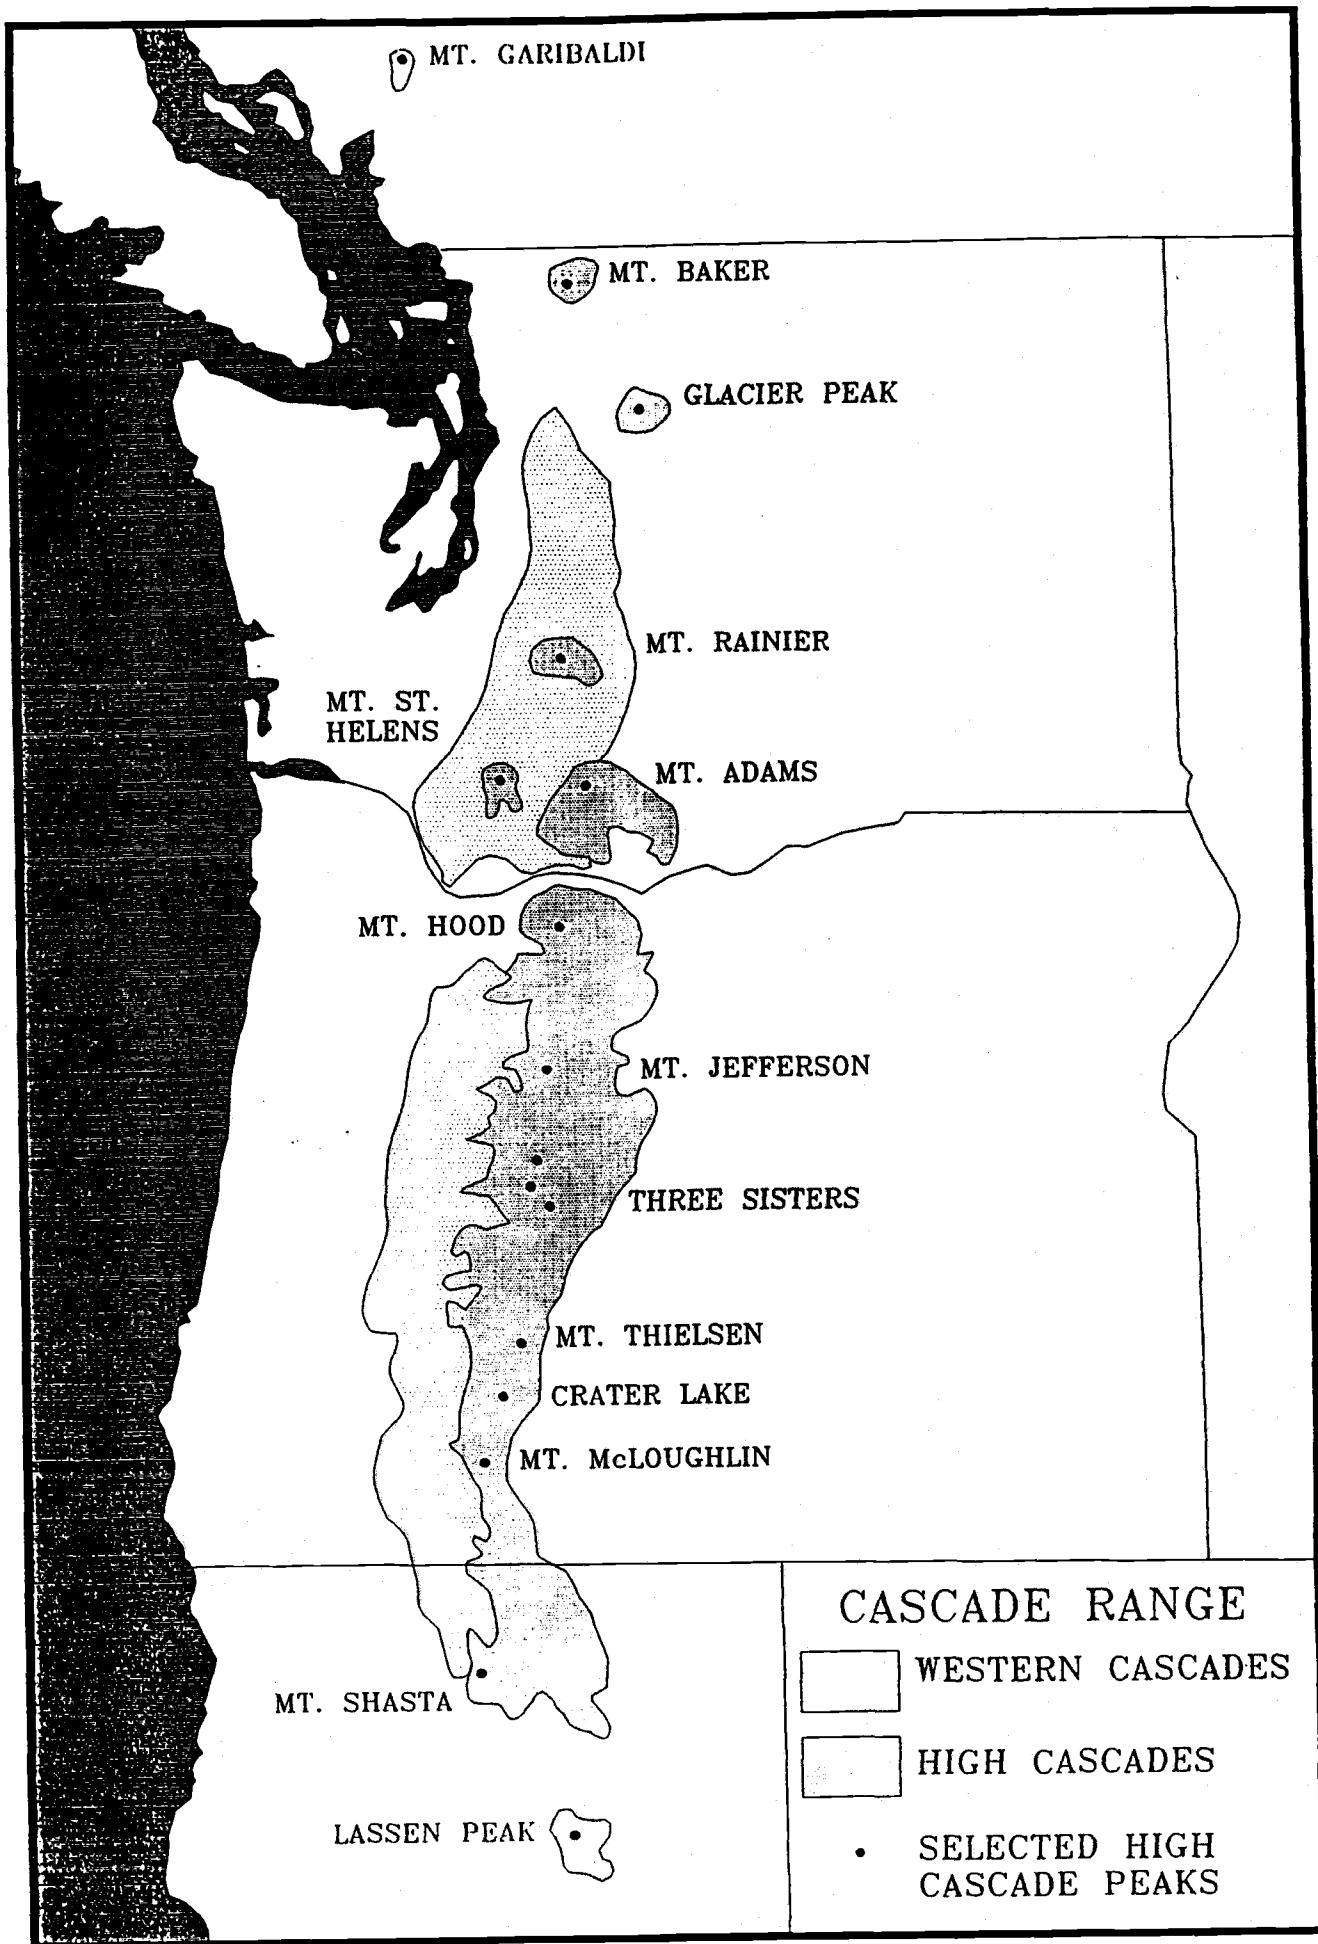 MT. GARIBALDI
MT. BAKER
GLACIER PEAK
MT. RAINIER
MT. ST.
HELENS
MT. ADAMS
MT. HOOD
MT. JEFFERSON
THREE SISTERS
MT. THIELSEN
CRATER LAKE
MT. McLOUGHLIN
MT. SHASTA
LASSEN PEAK
CASCADE RANGE
WESTERN CASCADES
HIGH CASCADES
• SELECTED HIGH
CASCADE PEAKS